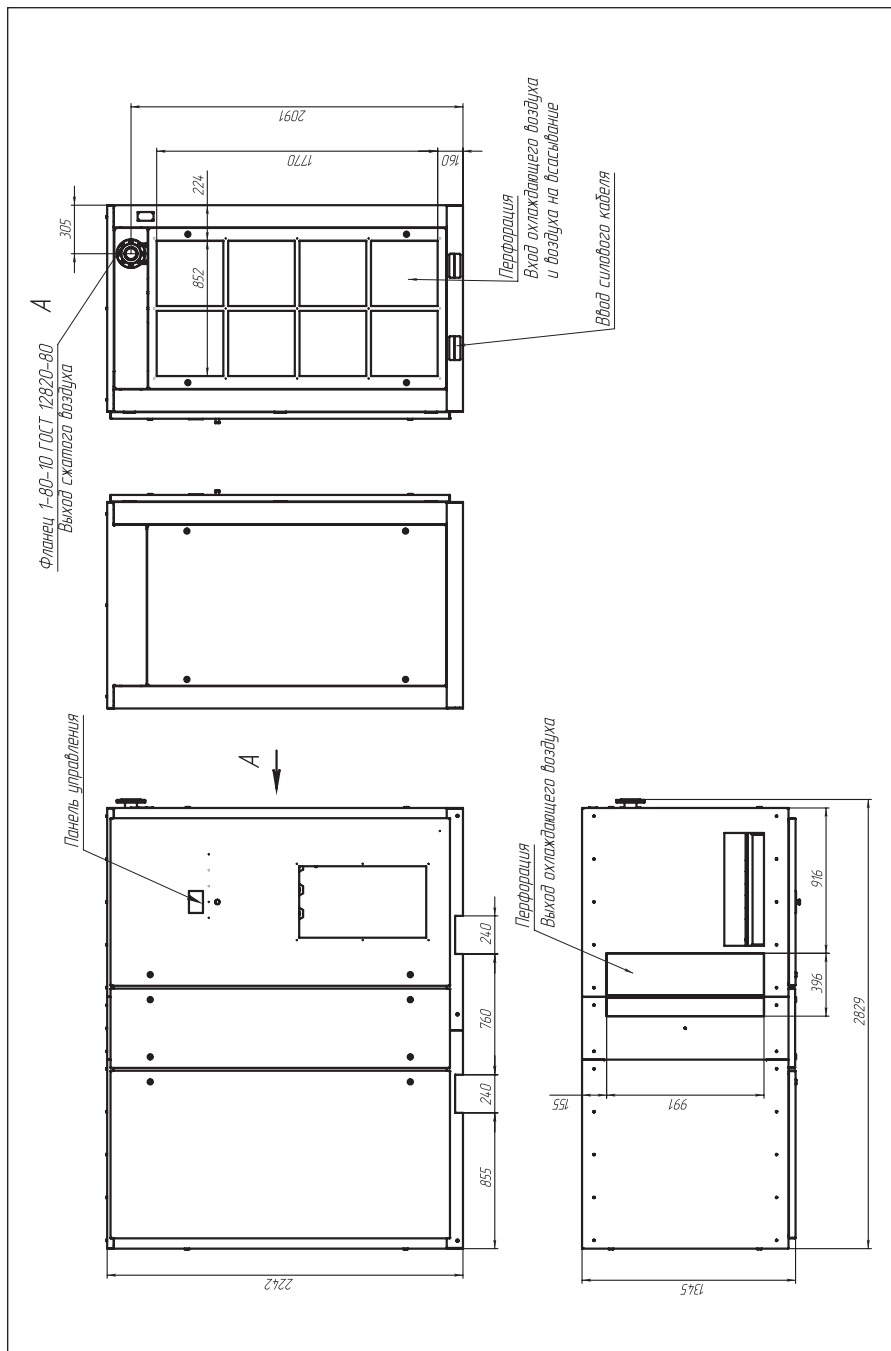 Панель управления
А
2242
855
240
760
240
Фланец 1-80-10 ГОСТ 12820-80
Выход сжатого воздуха
А
305
224
852
2091
1770
160
Перфорация
Вход охлаждающего воздуха
и воздуха на всасывание
Ввод силового кабеля
Перфорация
Выход охлаждающего воздуха
155
991
396
916
2829
1345